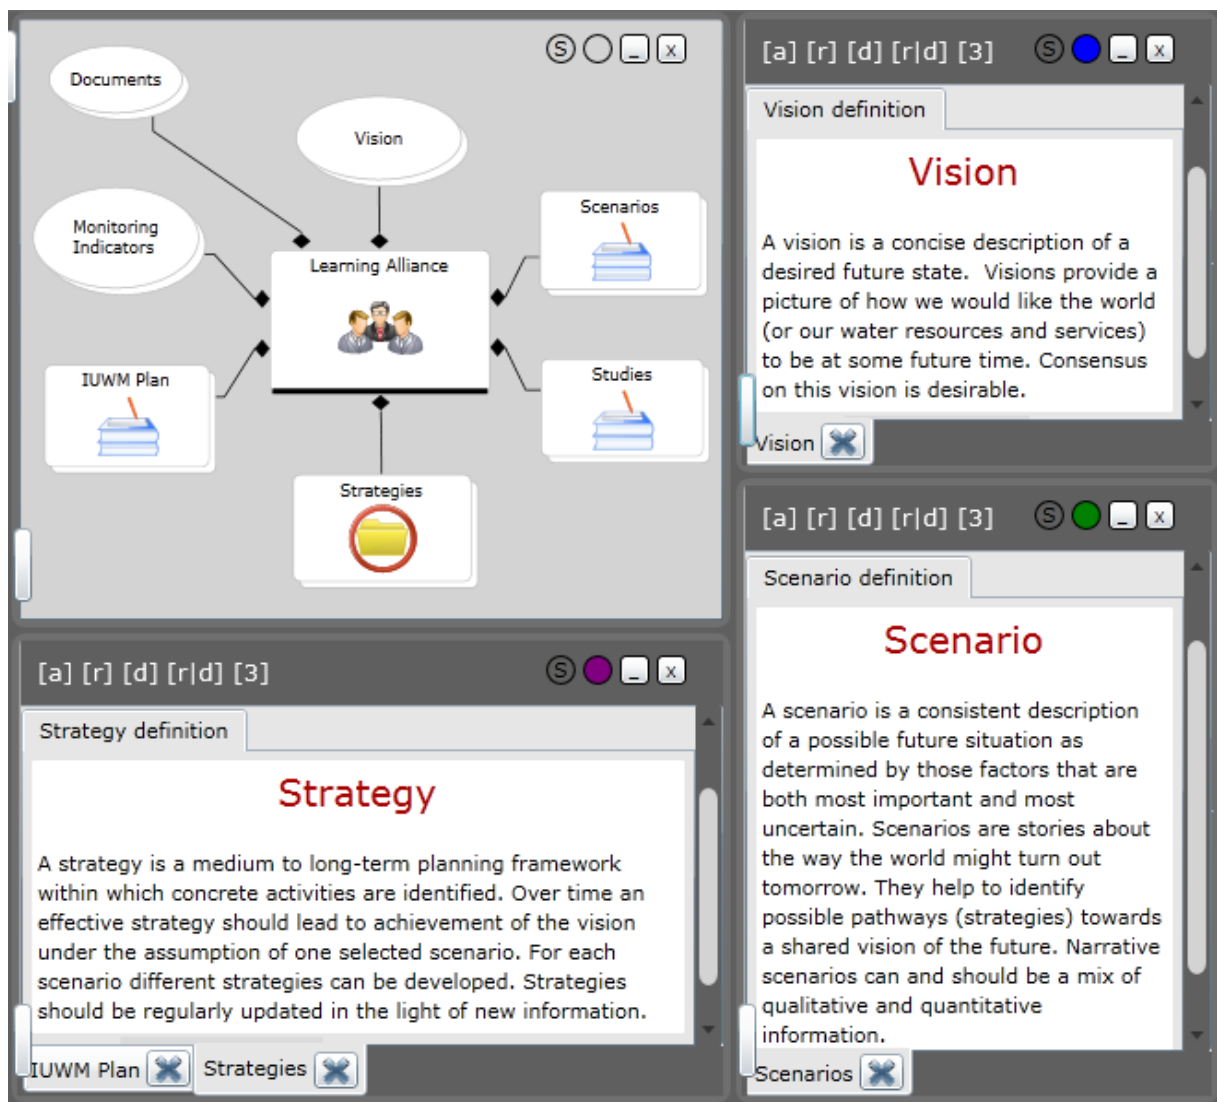 S _ x
Documents
Vision
Scenarios
Monitoring
Indicators
Learning Alliance
IUWM Plan
Studies
Strategies
[a] [r] [d] [r|d] [3] S _ x
Vision definition
Vision
A vision is a concise description of a
desired future state.  Visions provide a
picture of how we would like the world
(or our water resources and services)
to be at some future time. Consensus
on this vision is desirable.
Vision
[a] [r] [d] [r|d] [3] S _ x
Strategy definition
Strategy
A strategy is a medium to long-term planning framework
within which concrete activities are identified. Over time an
effective strategy should lead to achievement of the vision
under the assumption of one selected scenario. For each
scenario different strategies can be developed. Strategies
should be regularly updated in the light of new information.
IUWM Plan Strategies
[a] [r] [d] [r|d] [3] S _ x
Scenario definition
Scenario
A scenario is a consistent description
of a possible future situation as
determined by those factors that are
both most important and most
uncertain. Scenarios are stories about
the way the world might turn out
tomorrow. They help to identify
possible pathways (strategies) towards
a shared vision of the future. Narrative
scenarios can and should be a mix of
qualitative and quantitative
information.
Scenarios